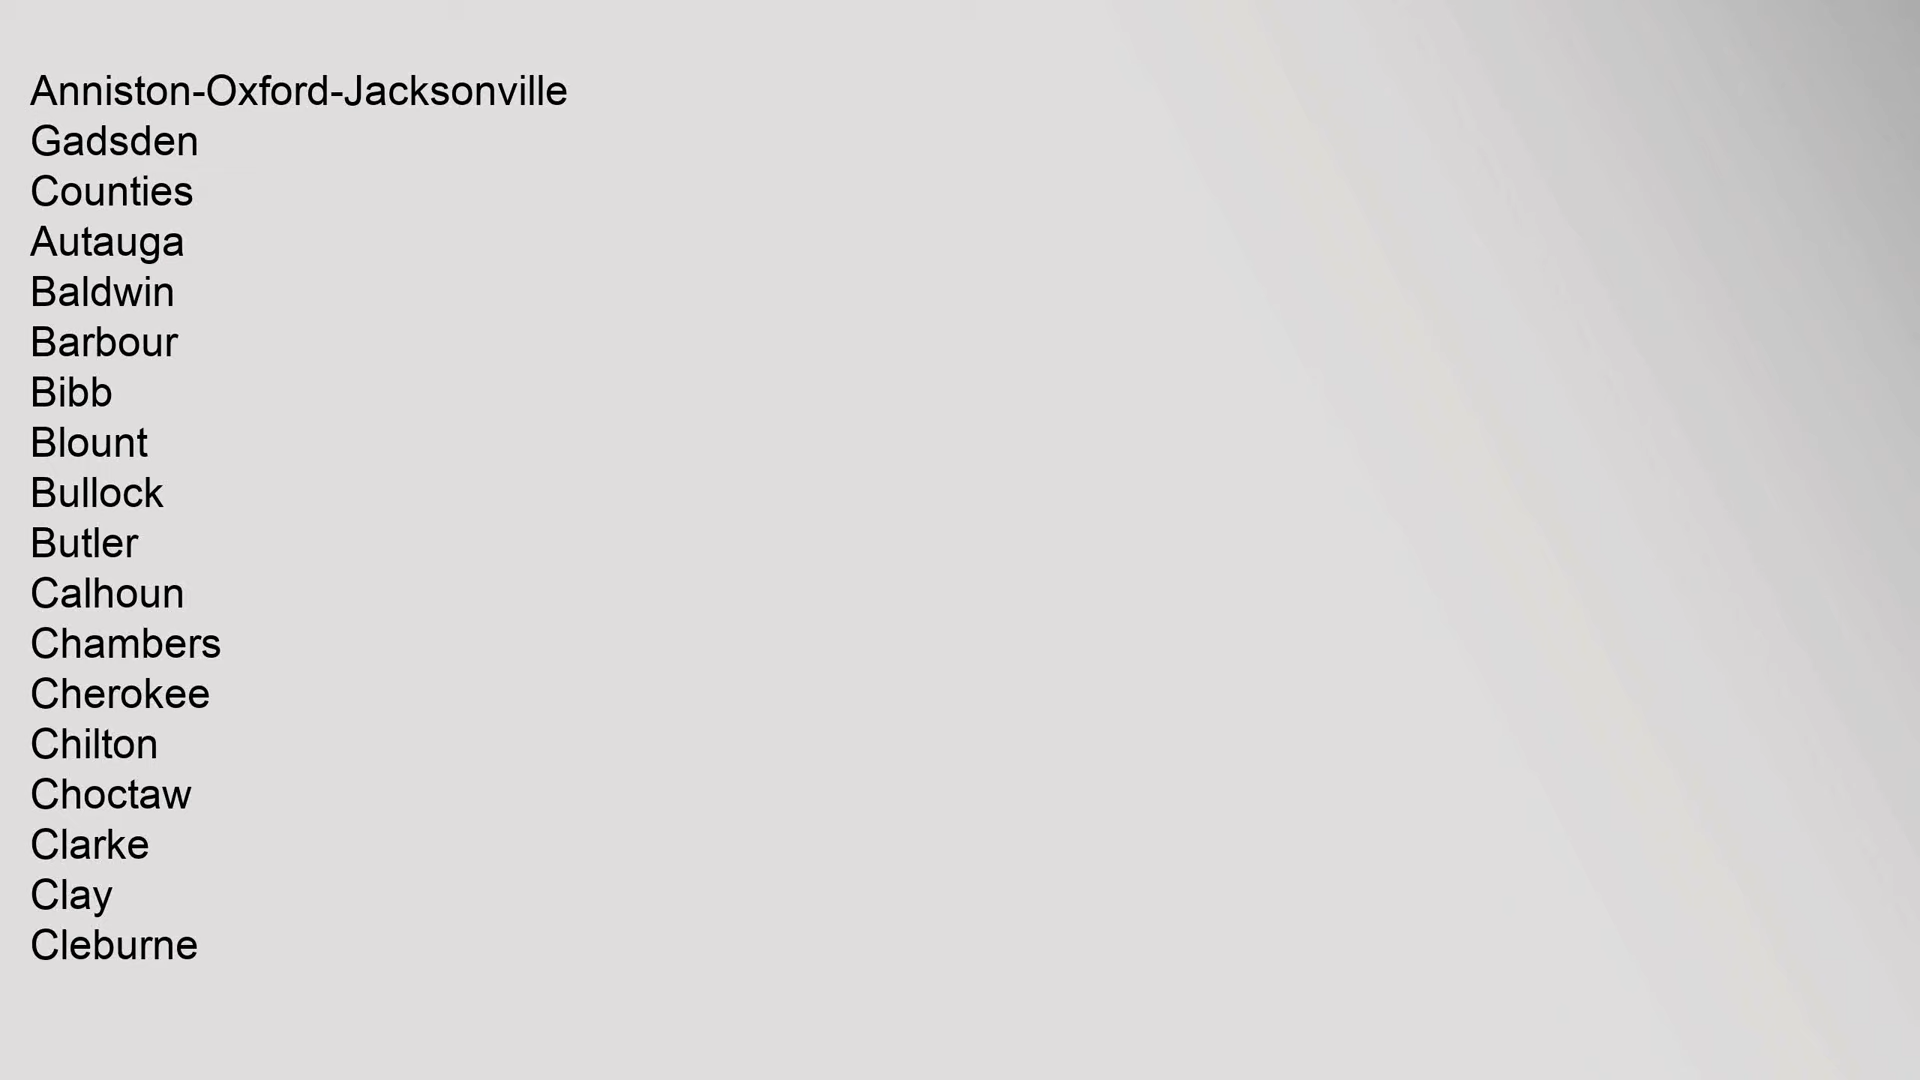 Anniston-Oxford-Jacksonville
Gadsden
Counties
Autauga
Baldwin
Barbour
Bibb
Blount
Bullock
Butler
Calhoun
Chambers
Cherokee
Chilton
Choctaw
Clarke
Clay
Cleburne